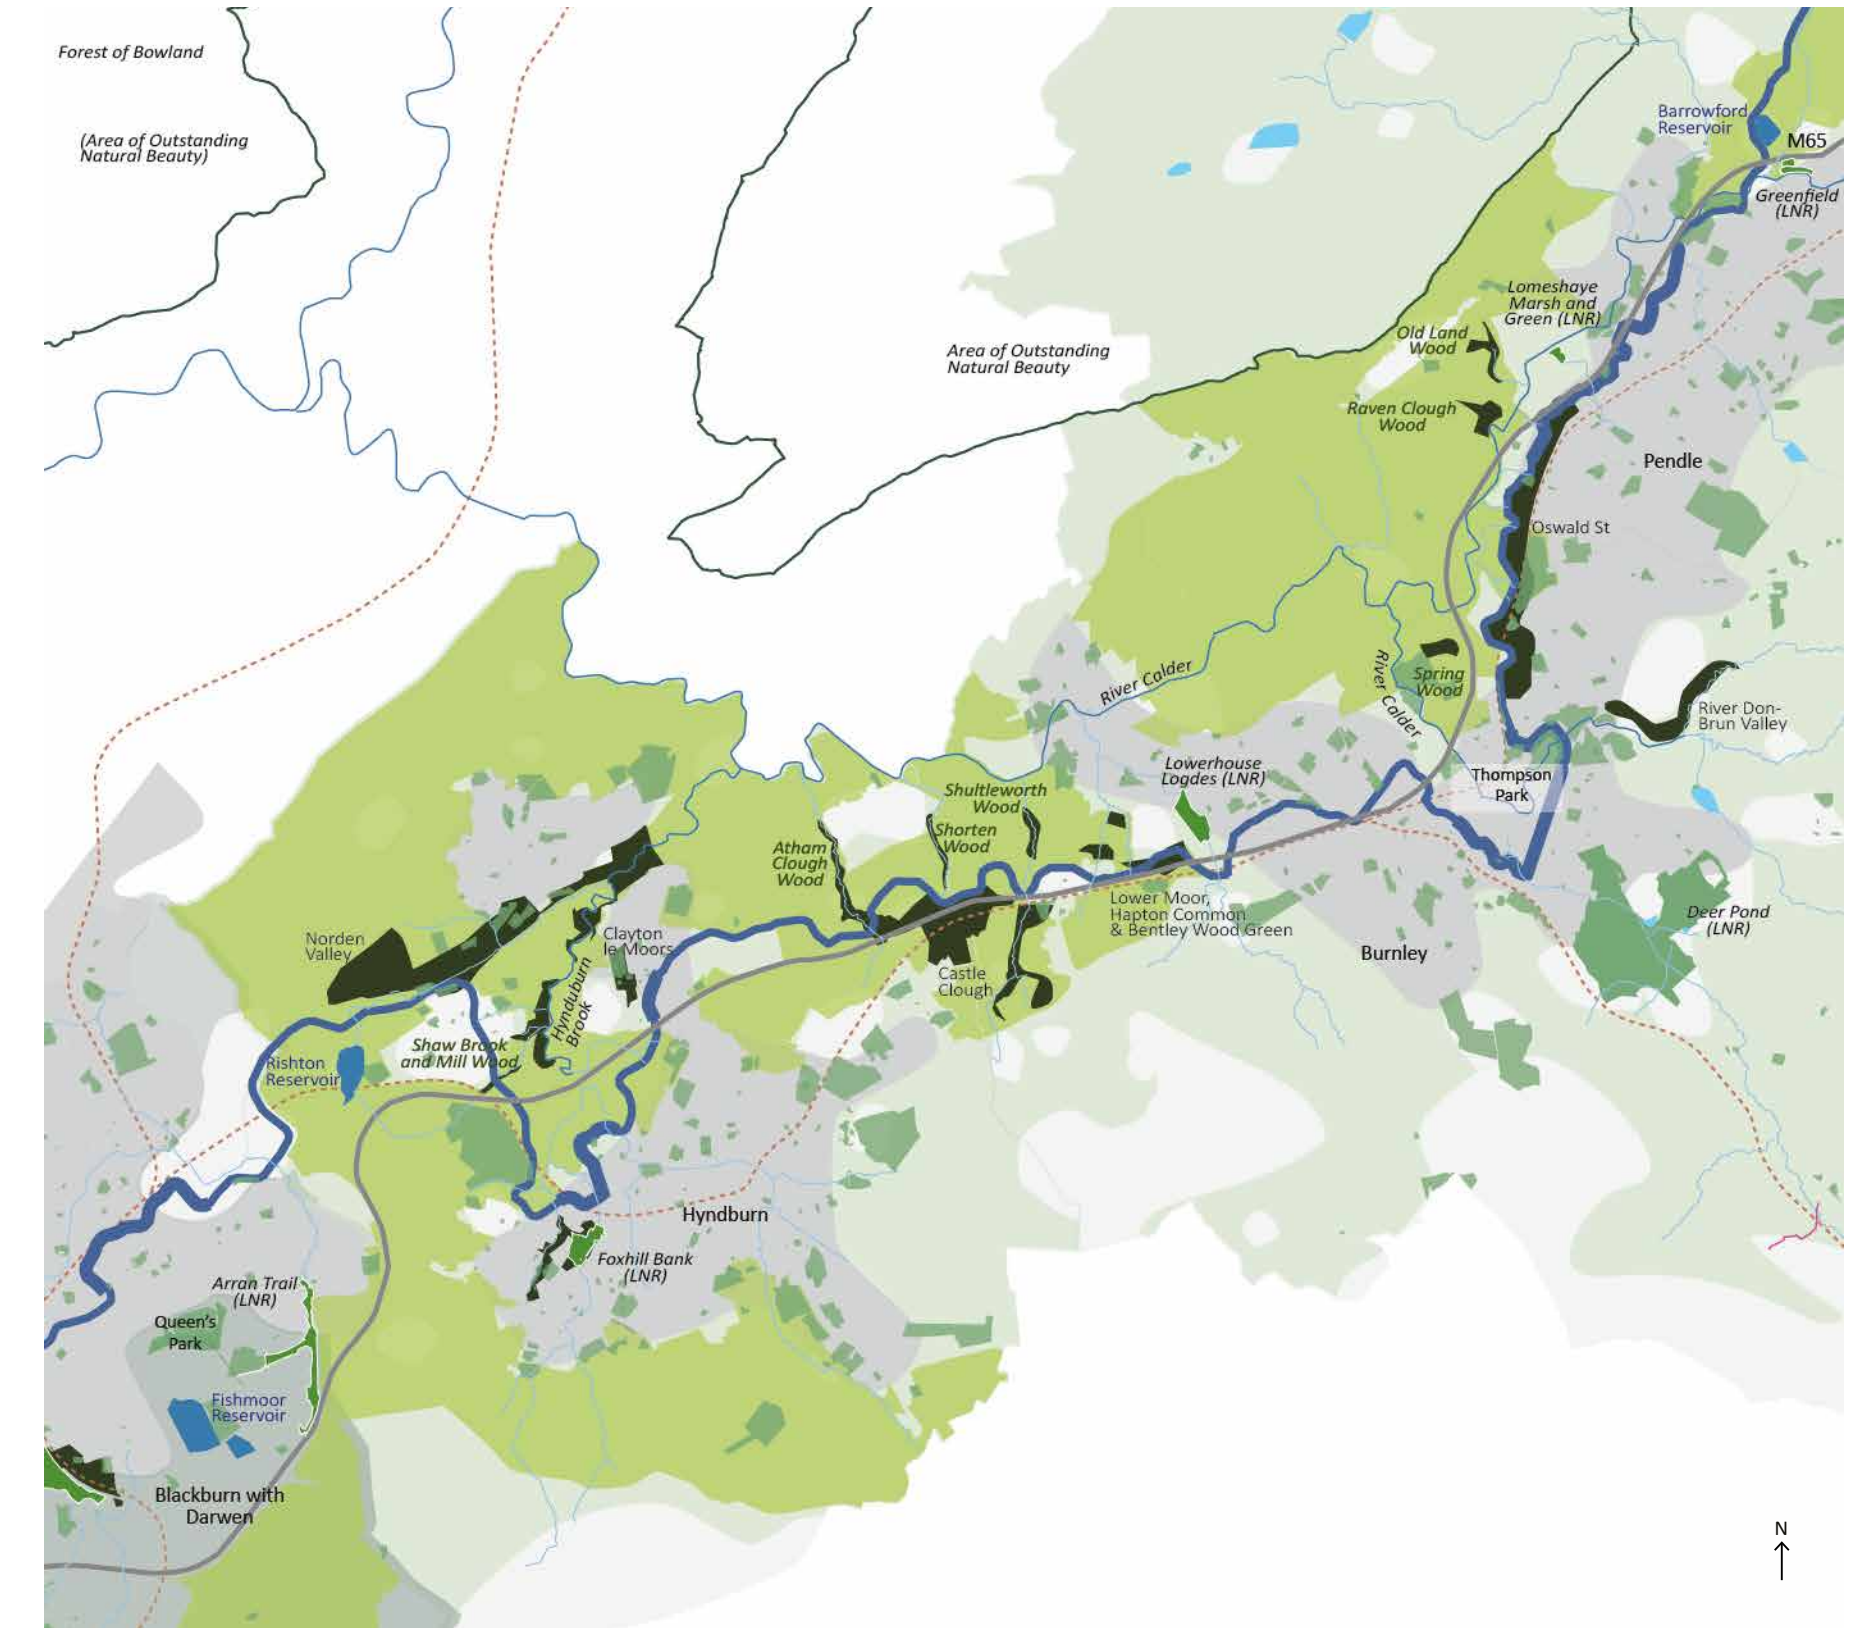 Forest of Bowland
(Area of Outstanding
Natural Beauty)
Barrowford
Reservoir
M65
Greenfield
(LNR)
Lomeshaye
Marsh and
Green (LNR)
Old Land
Wood
Area of Outstanding
Natural Beauty
Raven Clough
Wood
Pendle
Oswald St
River Calder
River Calder
Spring
Wood
River Don-
Brun Valley
Lowerhouse
Logdes (LNR)
Thompson
Park
Shultleworth
Wood
Shorten
Wood
Atham
Clough
Wood
Lower Moor,
Hapton Common
& Bentley Wood Green
Deer Pond
(LNR)
Burnley
Norden
Valley
Clayton
le Moors
Castle
Clough
Hynduburn
Brook
Shaw Brook
and Mill Wood
Rishton
Reservoir
Hyndburn
Foxhill Bank
(LNR)
Arran Trail
(LNR)
Queen's
Park
Fishmoor
Reservoir
Blackburn with
Darwen
N